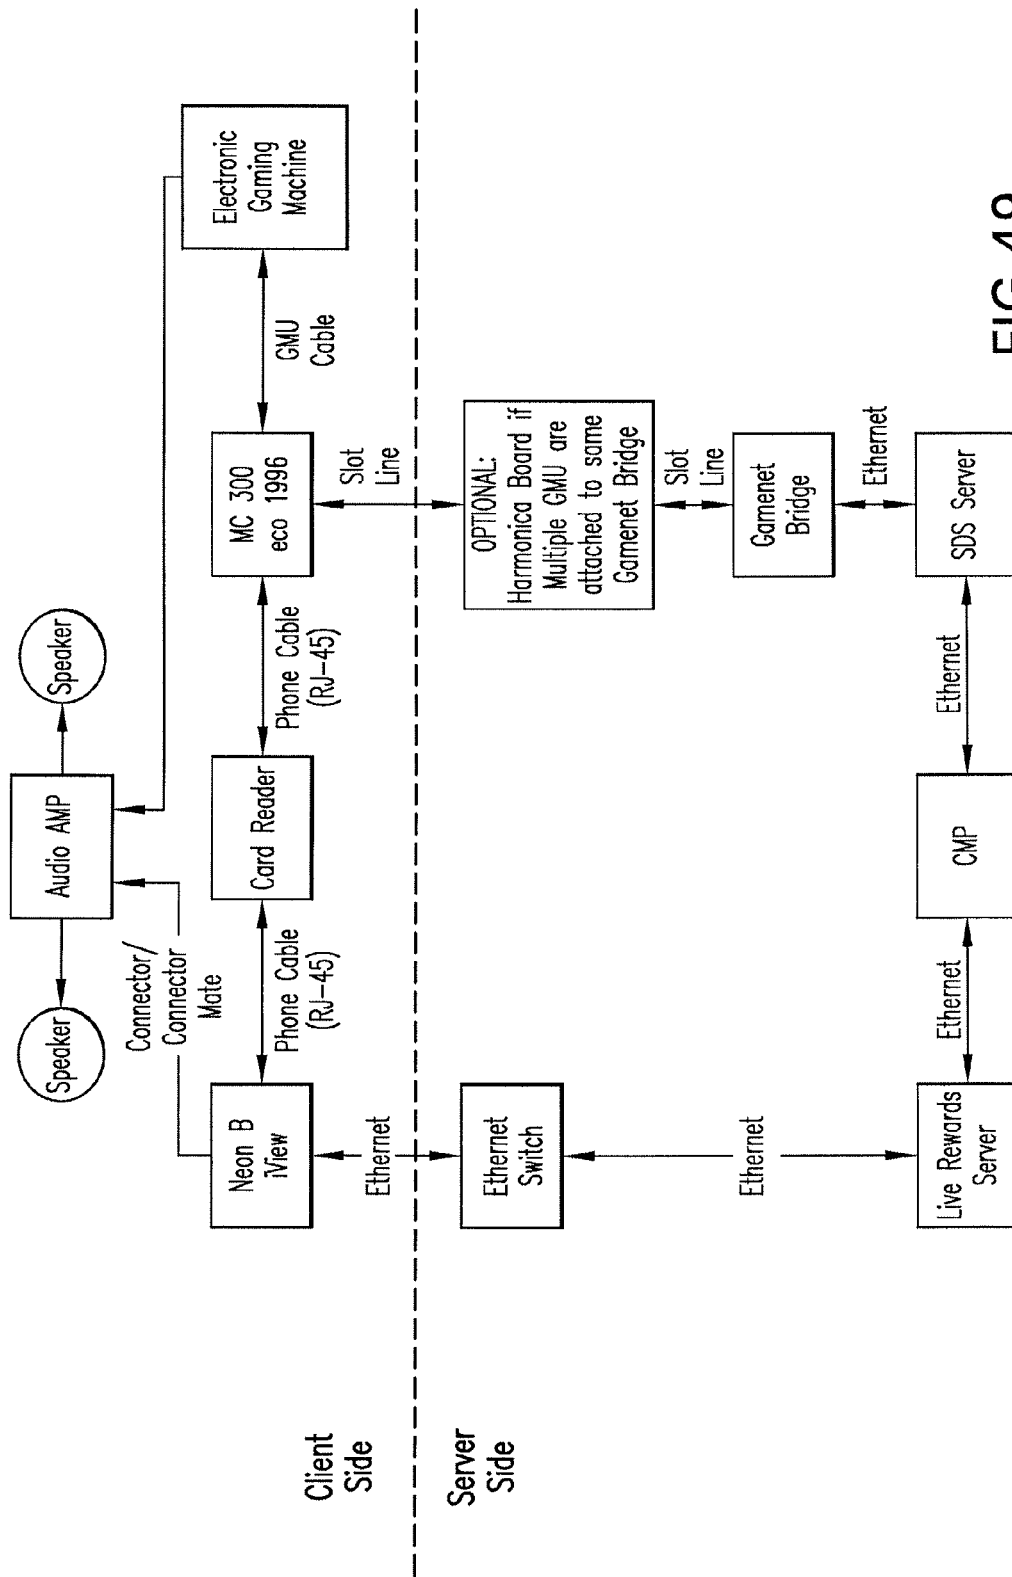 Speaker
Audio AMP
Speaker
Connector/
Connector
Mate
Neon B
iView
Phone Cable
(RJ-45)
Card Reader
Phone Cable
(RJ-45)
MC 300
eco 1996
GMU
Cable
Electronic
Gaming
Machine
Client
Side
Ethernet
Slot
Line
Server
Side
Ethernet
Switch
OPTIONAL:
Harmonica Board if
Multiple GMU are
attached to same
Gamenet Bridge
Slot
Line
Gamenet
Bridge
Ethernet
Ethernet
Live Rewards
Server
Ethernet
CMP
Ethernet
SDS Server